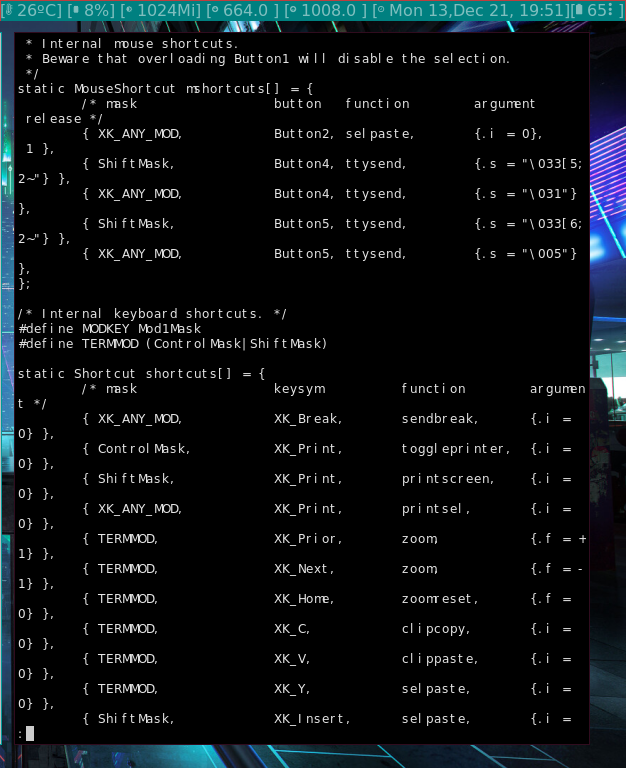 [ 26°C] [ 8%] [ 1024Mi] [ 664.0 ] [ 1008.0 ] [ Mon 13,Dec 21, 19:51][ 65⁝ ]
 * Internal mouse shortcuts.
 * Beware that overloading Button1 will disable the selection.
 */
static MouseShortcut mshortcuts[] = {
        /* mask                 button   function        argument
 release */
        { XK_ANY_MOD,           Button2, selpaste,       {.i = 0},
 1 },
        { ShiftMask,            Button4, ttysend,        {.s = "\033[5;
2~"} },
        { XK_ANY_MOD,           Button4, ttysend,        {.s = "\031"}
},
        { ShiftMask,            Button5, ttysend,        {.s = "\033[6;
2~"} },
        { XK_ANY_MOD,           Button5, ttysend,        {.s = "\005"}
},
};
/* Internal keyboard shortcuts. */
#define MODKEY Mod1Mask
#define TERMMOD (ControlMask|ShiftMask)
static Shortcut shortcuts[] = {
        /* mask                 keysym          function        argumen
t */
        { XK_ANY_MOD,           XK_Break,       sendbreak,      {.i =
0} },
        { ControlMask,          XK_Print,       toggleprinter,  {.i =
0} },
        { ShiftMask,            XK_Print,       printscreen,    {.i =
0} },
        { XK_ANY_MOD,           XK_Print,       printsel,       {.i =
0} },
        { TERMMOD,              XK_Prior,       zoom,           {.f = +
1} },
        { TERMMOD,              XK_Next,        zoom,           {.f = -
1} },
        { TERMMOD,              XK_Home,        zoomreset,      {.f =
0} },
        { TERMMOD,              XK_C,           clipcopy,       {.i =
0} },
        { TERMMOD,              XK_V,           clippaste,      {.i =
0} },
        { TERMMOD,              XK_Y,           selpaste,       {.i =
0} },
        { ShiftMask,            XK_Insert,      selpaste,       {.i =
: